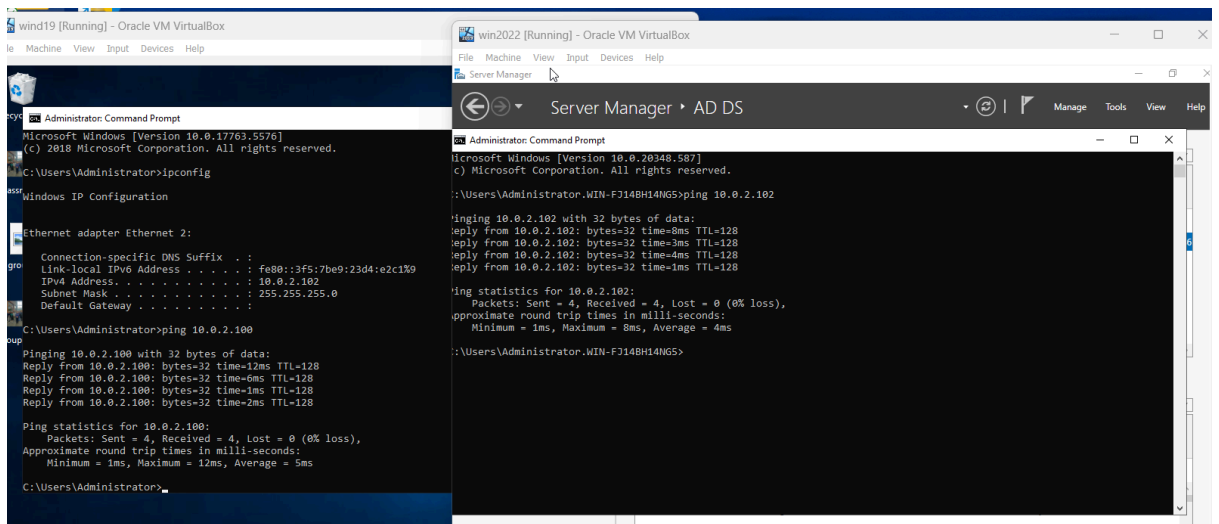 wind19 [Running] - Oracle VM VirtualBox
le Machine View Input Devices Help
Administrator: Command Prompt
Microsoft Windows [Version 10.0.17763.5576]
(c) 2018 Microsoft Corporation. All rights reserved.
C:\Users\Administrator>ipconfig
Windows IP Configuration
Ethernet adapter Ethernet 2:
Connection-specific DNS Suffix . :
Link-local IPv6 Address . . . . . : fe80::3f5:7be9:23d4:e2c1%9
IPv4 Address. . . . . . . . . . . : 10.0.2.102
Subnet Mask . . . . . . . . . . . : 255.255.255.0
Default Gateway . . . . . . . . . :
C:\Users\Administrator>ping 10.0.2.100
Pinging 10.0.2.100 with 32 bytes of data:
Reply from 10.0.2.100: bytes=32 time=12ms TTL=128
Reply from 10.0.2.100: bytes=32 time=6ms TTL=128
Reply from 10.0.2.100: bytes=32 time=1ms TTL=128
Reply from 10.0.2.100: bytes=32 time=2ms TTL=128
Ping statistics for 10.0.2.100:
Packets: Sent = 4, Received = 4, Lost = 0 (0% loss),
Approximate round trip times in milli-seconds:
Minimum = 1ms, Maximum = 12ms, Average = 5ms
C:\Users\Administrator>
win2022 [Running] - Oracle VM VirtualBox
File Machine View Input Devices Help
Server Manager
Server Manager ‣ AD DS
Manage Tools View Help
Administrator: Command Prompt
icrosoft Windows [Version 10.0.20348.587]
c) Microsoft Corporation. All rights reserved.
:\Users\Administrator.WIN-FJ14BH14NG5>ping 10.0.2.102
inging 10.0.2.102 with 32 bytes of data:
eply from 10.0.2.102: bytes=32 time=8ms TTL=128
eply from 10.0.2.102: bytes=32 time=3ms TTL=128
eply from 10.0.2.102: bytes=32 time=4ms TTL=128
eply from 10.0.2.102: bytes=32 time=1ms TTL=128
ing statistics for 10.0.2.102:
Packets: Sent = 4, Received = 4, Lost = 0 (0% loss),
pproximate round trip times in milli-seconds:
Minimum = 1ms, Maximum = 8ms, Average = 4ms
:\Users\Administrator.WIN-FJ14BH14NG5>